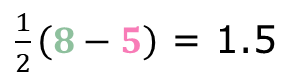 ½(8 − 5) = 1.5